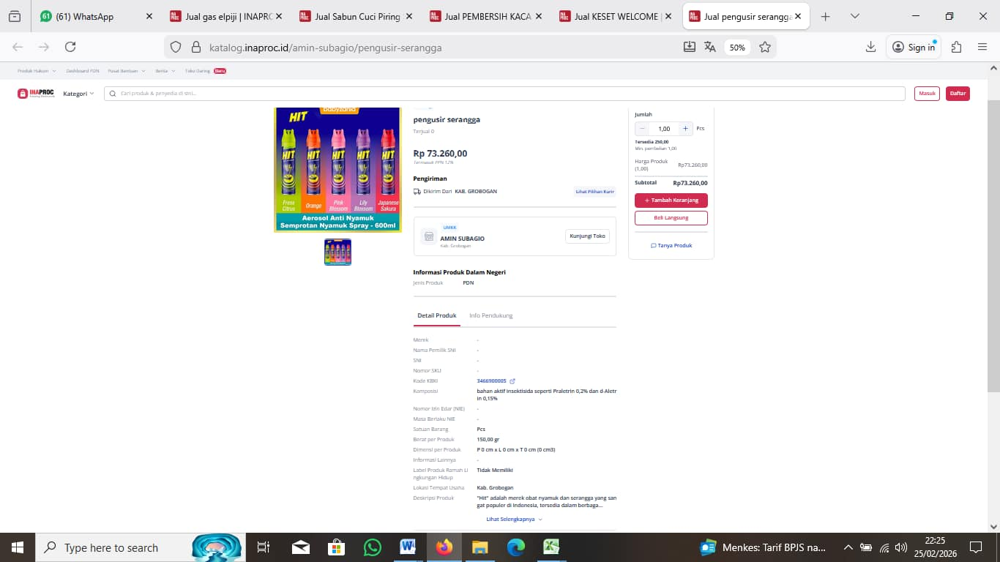 (61) WhatsApp
Jual gas elpiji | INAPRC
Jual Sabun Cuci Piring
Jual PEMBERSIH KACA
Jual KESET WELCOME |
Jual pengusir serangga
katalog.inaproc.id/amin-subagio/pengusir-serangga
50%
Sign in
Produk Hukum
Dashboard PDN
Pusat Bantuan
Berita
Toko Daring
Baru
INAPROC
Kategori
Cari produk & penyedia di sini...
Masuk
Daftar
babyzania
HIT
HIT HIT HIT HIT HIT
Fress Citrus
Orange
Pink Blossom
Lily Blossom
Japanese Sakura
Aerosol Anti Nyamuk
Semprotan Nyamuk Spray - 600ml
pengusir serangga
Terjual 0
Rp 73.260,00
Termasuk PPN 12%
Pengiriman
Dikirim Dari KAB. GROBOGAN
Lihat Pilihan Kurir
UMKK
AMIN SUBAGIO
Kab. Grobogan
Kunjungi Toko
Informasi Produk Dalam Negeri
Jenis Produk PDN
Detail Produk
Info Pendukung
Merek -
Nama Pemilik SNI -
SNI -
Nomor SKU -
Kode KBKI 3466900005
Komposisi bahan aktif insektisida seperti Praletrin 0,2% dan d-Aletr
in 0,15%
Nomor Izin Edar (NIE) -
Masa Berlaku NIE -
Satuan Barang Pcs
Berat per Produk 150,00 gr
Dimensi per Produk P 0 cm x L 0 cm x T 0 cm (0 cm3)
Informasi Lainnya -
Label Produk Ramah Li
ngkungan Hidup Tidak Memiliki
Lokasi Tempat Usaha Kab. Grobogan
Deskripsi Produk "Hit" adalah merek obat nyamuk dan serangga yang san
gat populer di Indonesia, tersedia dalam berbaga...
Lihat Selengkapnya
Jumlah
1,00 Pcs
Tersedia 250,00
Min. pembelian 1,00
Harga Produk
(1,00) Rp73.260,00
Subtotal Rp73.260,00
+ Tambah Keranjang
Beli Langsung
Tanya Produk
Type here to search
Menkes: Tarif BPJS na...
22:25
25/02/2026